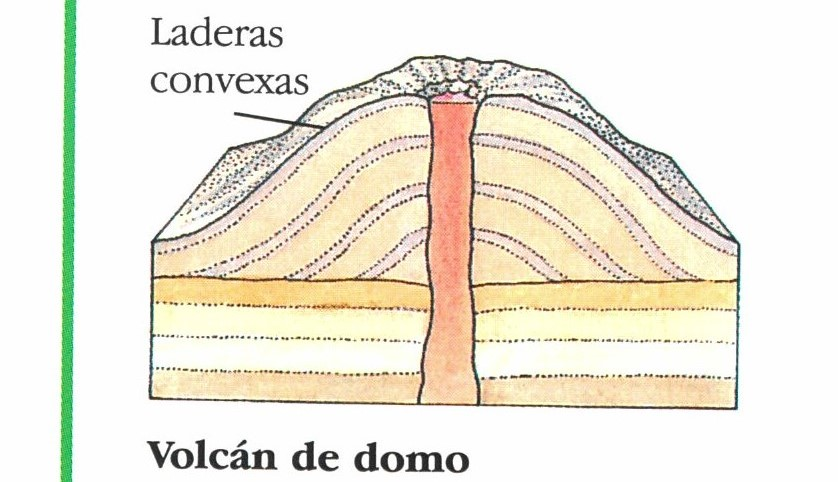 Laderas
convexas
Volcán de domo